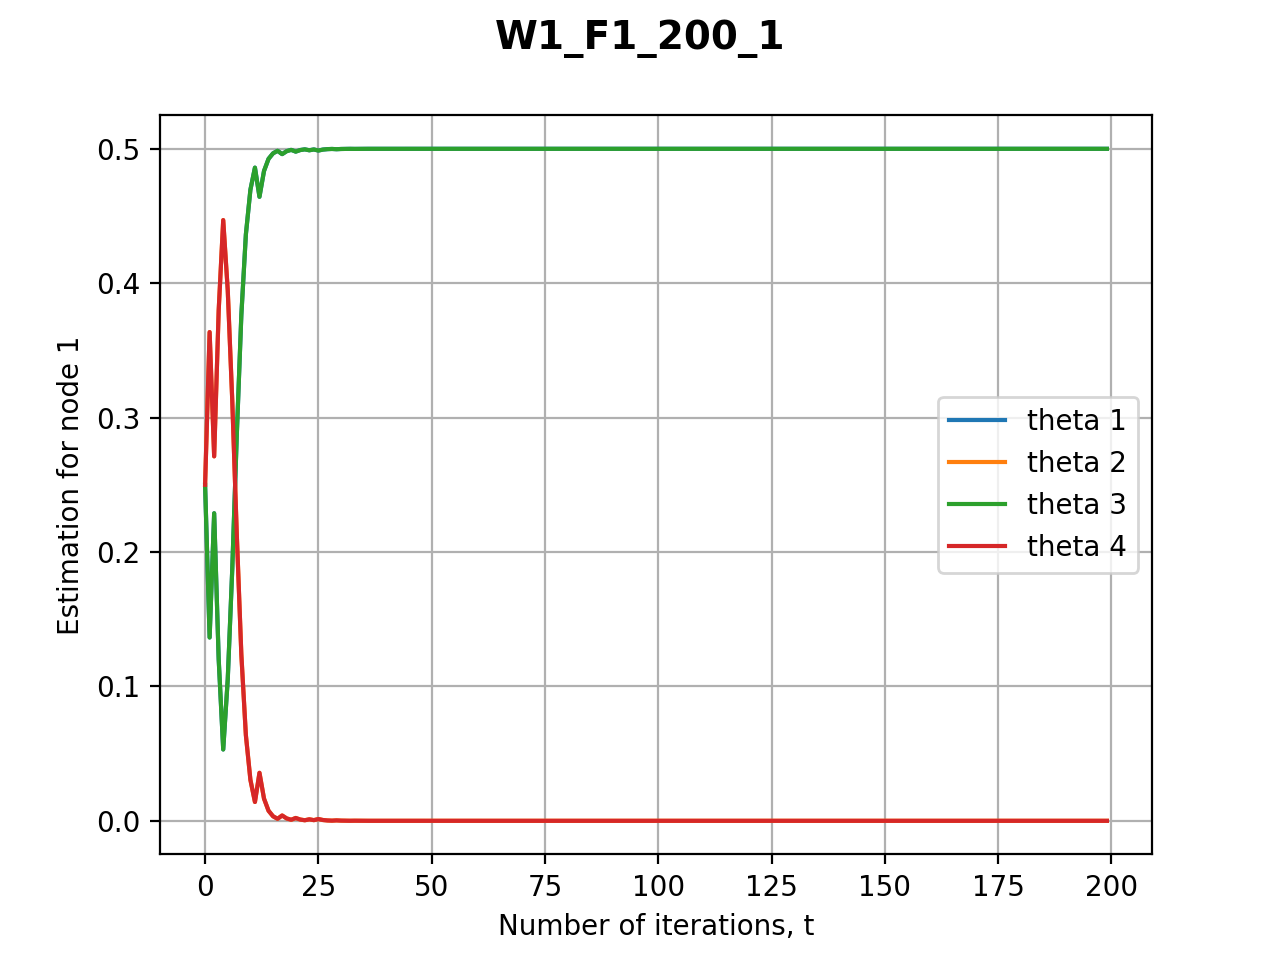 W1_F1_200_1
0.5
0.4
0.3
0.2
0.1
0.0
Estimation for node 1
theta 1
theta 2
theta 3
theta 4
0 25 50 75 100 125 150 175 200
Number of iterations, t